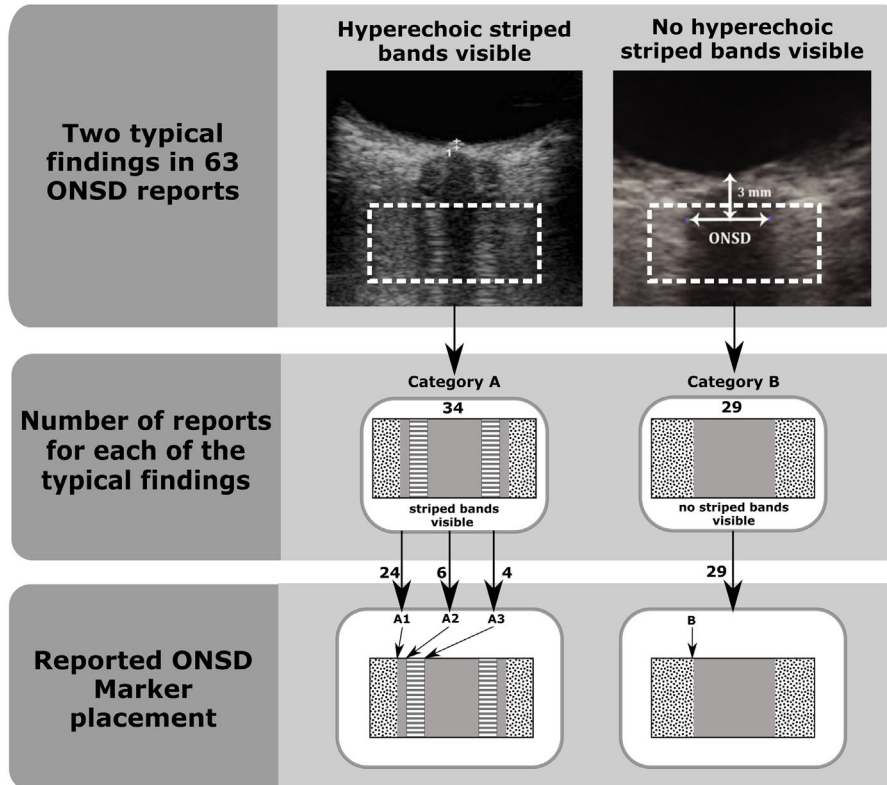 Two typical
findings in 63
ONSD reports
Hyperechoic striped
bands visible
No hyperechoic
striped bands visible
1
3 mm
ONSD
Number of reports
for each of the
typical findings
Category A
34
striped bands
visible
Category B
29
no striped bands
visible
24
6
4
29
Reported ONSD
Marker
placement
A1
A2
A3
B